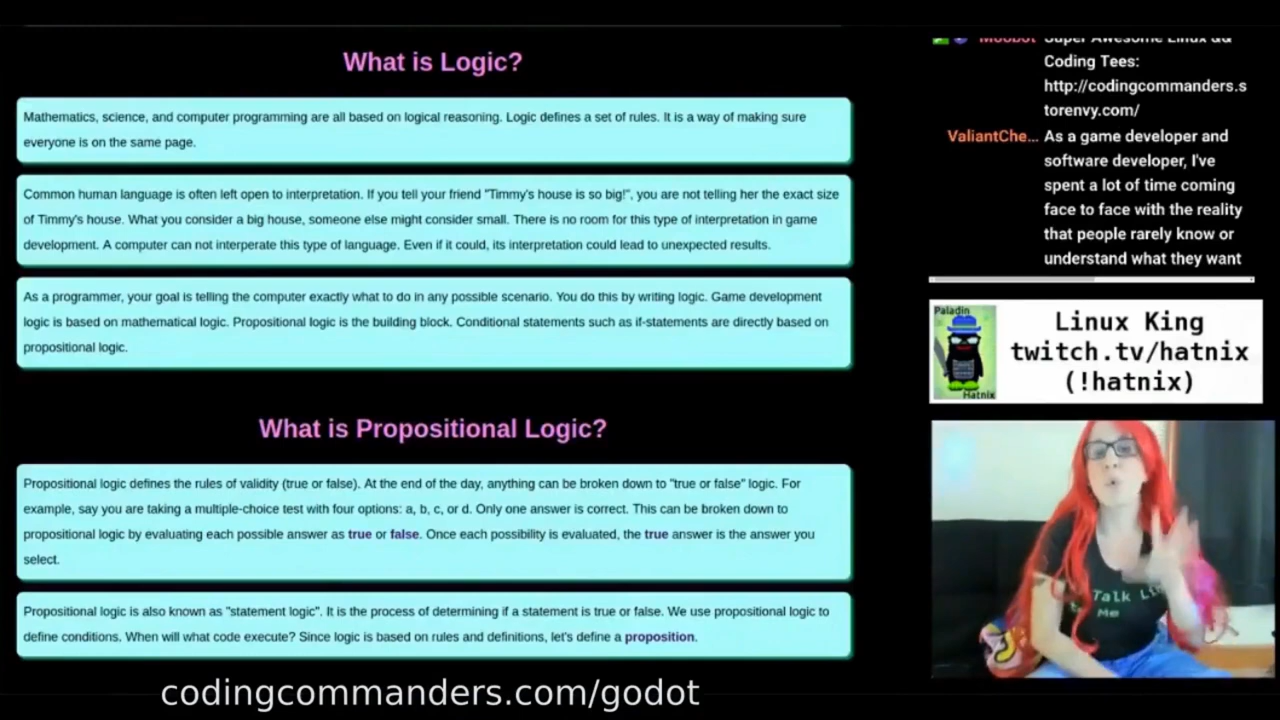 What is Logic?
Mathematics, science, and computer programming are all based on logical reasoning. Logic defines a set of rules. It is a way of making sure
everyone is on the same page.
Common human language is often left open to interpretation. If you tell your friend "Timmy's house is so big!", you are not telling her the exact size
of Timmy's house. What you consider a big house, someone else might consider small. There is no room for this type of interpretation in game
development. A computer can not interperate this type of language. Even if it could, its interpretation could lead to unexpected results.
As a programmer, your goal is telling the computer exactly what to do in any possible scenario. You do this by writing logic. Game development
logic is based on mathematical logic. Propositional logic is the building block. Conditional statements such as if-statements are directly based on
propositional logic.
What is Propositional Logic?
Propositional logic defines the rules of validity (true or false). At the end of the day, anything can be broken down to "true or false" logic. For
example, say you are taking a multiple-choice test with four options: a, b, c, or d. Only one answer is correct. This can be broken down to
propositional logic by evaluating each possible answer as true or false. Once each possibility is evaluated, the true answer is the answer you
select.
Propositional logic is also known as "statement logic". It is the process of determining if a statement is true or false. We use propositional logic to
define conditions. When will what code execute? Since logic is based on rules and definitions, let's define a proposition.
codingcommanders.com/godot
Moobot Super Awesome Linux &&
Coding Tees:
http://codingcommanders.s
torenvy.com/
ValiantChe... As a game developer and
software developer, I've
spent a lot of time coming
face to face with the reality
that people rarely know or
understand what they want
Paladin
Hatnix
Linux King
twitch.tv/hatnix
(!hatnix)
Talk
Me